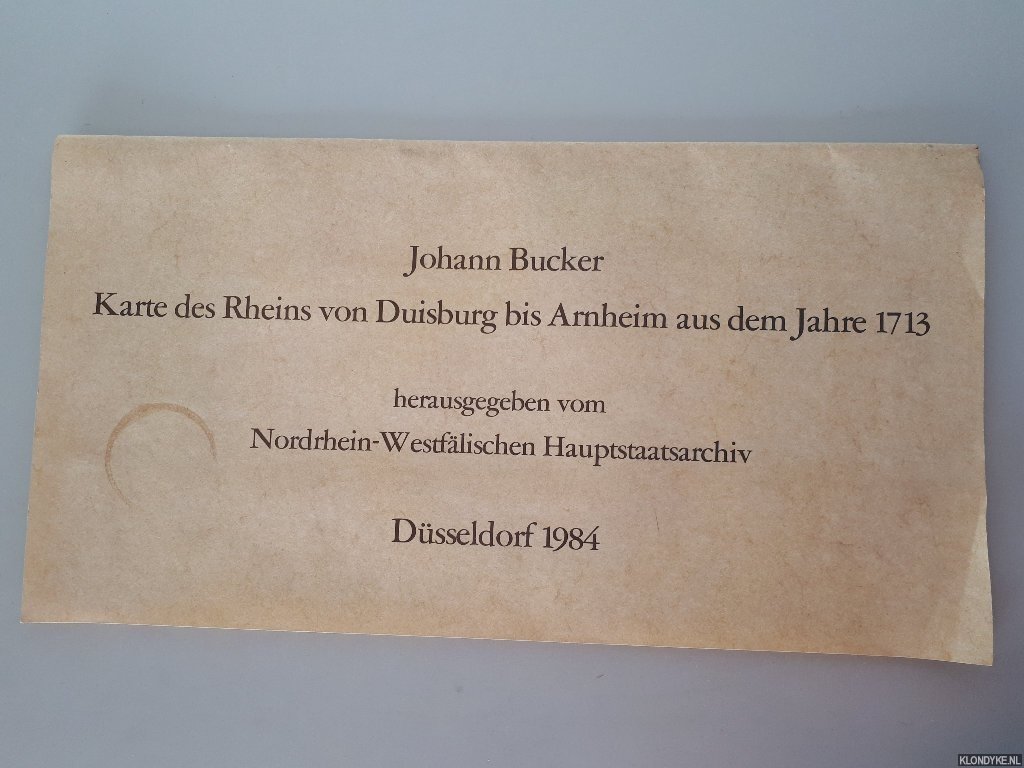 Johann Bucker
Karte des Rheins von Duisburg bis Arnheim aus dem Jahre 1713
herausgegeben vom
Nordrhein-Westfälischen Hauptstaatsarchiv
Düsseldorf 1984
KLONDYKE.NL